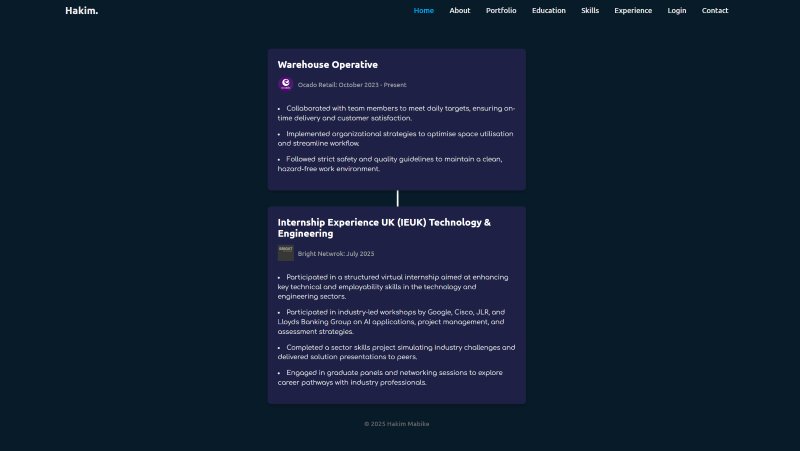 Hakim.
Home About Portfolio Education Skills Experience Login Contact
Warehouse Operative
ocado
Ocado Retail: October 2023 - Present
• Collaborated with team members to meet daily targets, ensuring on-
time delivery and customer satisfaction.
• Implemented organizational strategies to optimise space utilisation
and streamline workflow.
• Followed strict safety and quality guidelines to maintain a clean,
hazard-free work environment.
Internship Experience UK (IEUK) Technology &
Engineering
BRIGHT
Bright Netwrok: July 2025
• Participated in a structured virtual internship aimed at enhancing
key technical and employability skills in the technology and
engineering sectors.
• Participated in industry-led workshops by Google, Cisco, JLR, and
Lloyds Banking Group on AI applications, project management, and
assessment strategies.
• Completed a sector skills project simulating industry challenges and
delivered solution presentations to peers.
• Engaged in graduate panels and networking sessions to explore
career pathways with industry professionals.
© 2025 Hakim Mabike